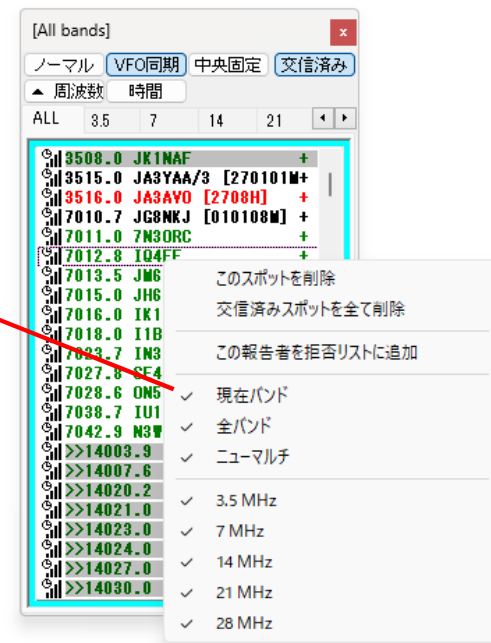 [All bands]
x
ノーマル VFO同期 中央固定 交信済み
▲ 周波数 時間
ALL 3.5 7 14 21
3508.0 JK1NAF +
3515.0 JA3YAA/3 [270101M+
3516.0 JA3AYO [2708H] +
7010.7 JG8NKJ [010108M] +
7011.0 7N3ORC +
7012.8 IQ4FE
7013.5 JM6
7015.0 JH6
7016.0 IK1
7018.0 I1B
7023.7 IN3
7027.8 SE4
7028.6 ON5
7038.7 IU1
7042.9 N3W
>>14003.9
>>14007.6
>>14020.2
>>14021.0
>>14023.0
>>14024.0
>>14027.0
>>14030.0
このスポットを削除
交信済みスポットを全て削除
この報告者を拒否リストに追加
✓ 現在バンド
✓ 全バンド
✓ ニューマルチ
✓ 3.5 MHz
✓ 7 MHz
✓ 14 MHz
✓ 21 MHz
✓ 28 MHz